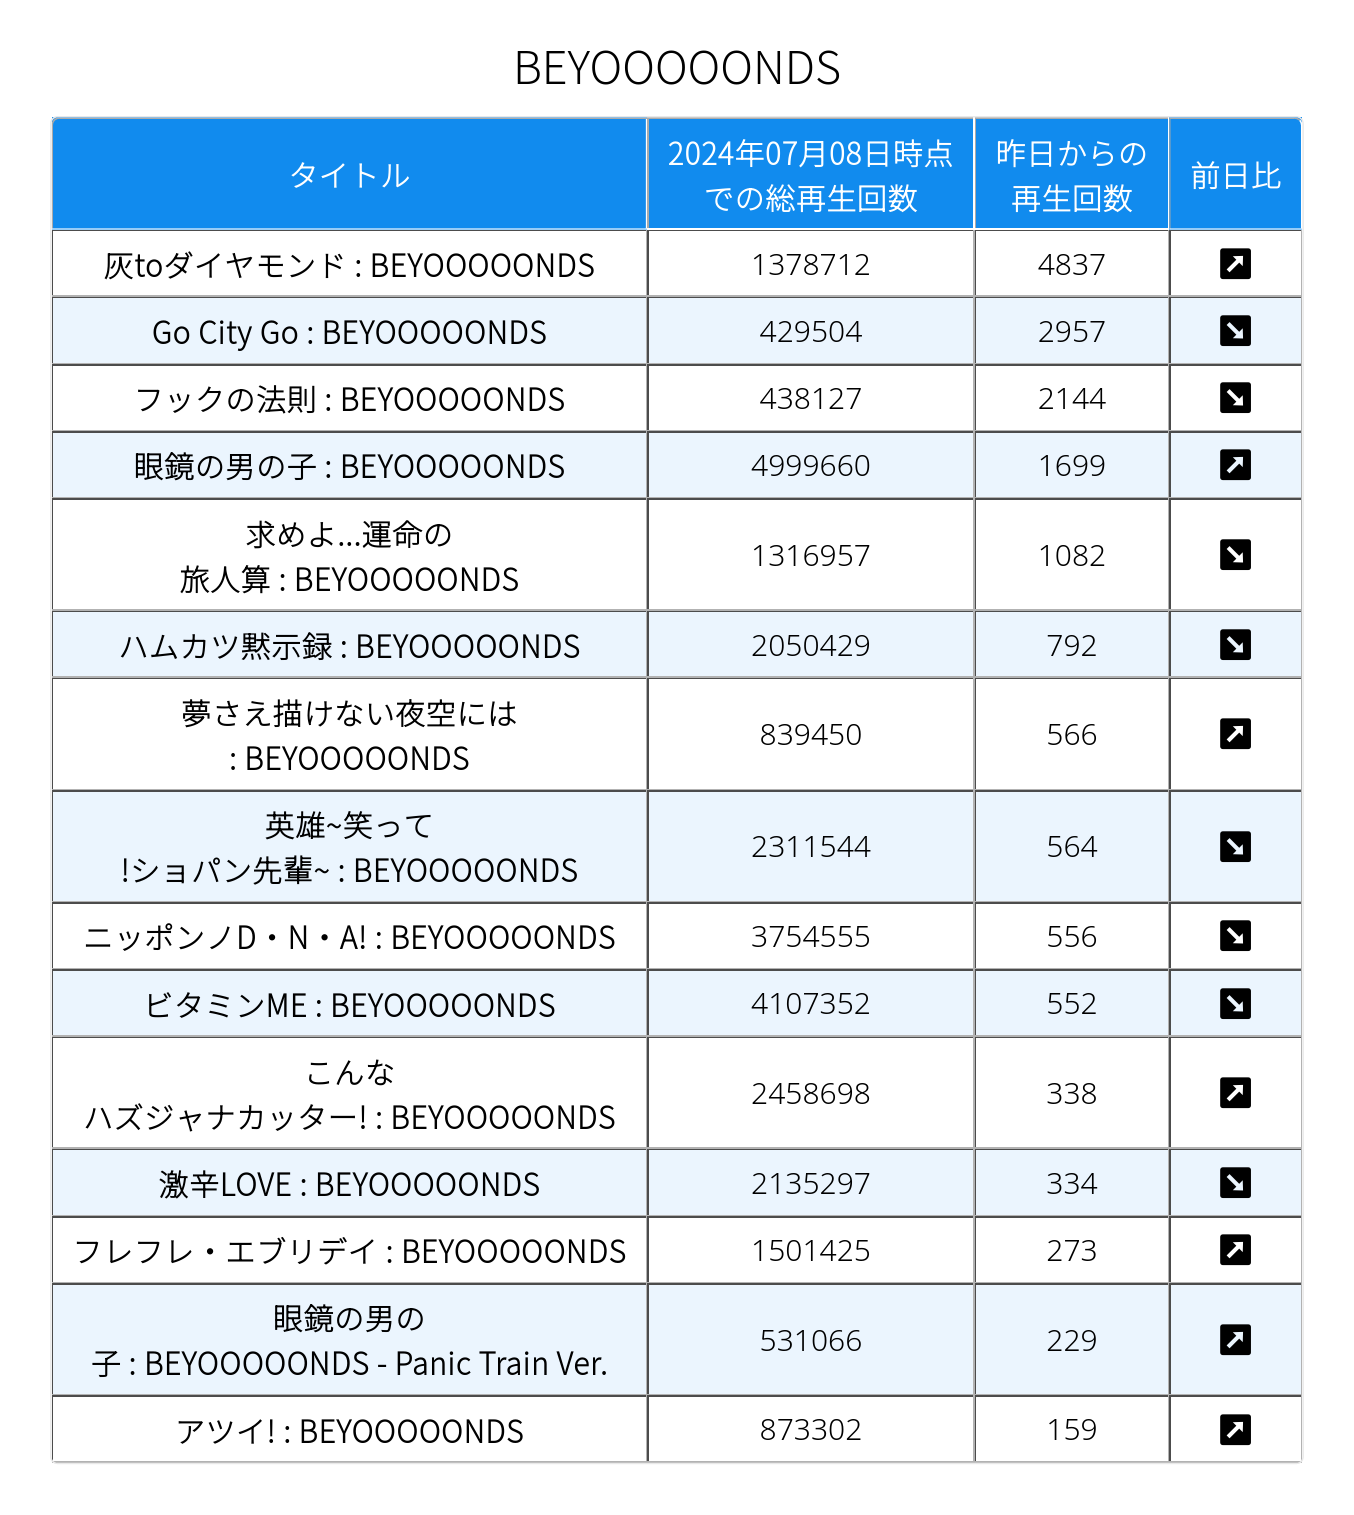 BEYOOOOONDS
タイトル
2024年07月08日時点
での総再生回数
昨日からの
再生回数
前日比
灰toダイヤモンド : BEYOOOOONDS
1378712
4837
Go City Go : BEYOOOOONDS
429504
2957
フックの法則 : BEYOOOOONDS
438127
2144
眼鏡の男の子 : BEYOOOOONDS
4999660
1699
求めよ...運命の
旅人算 : BEYOOOOONDS
1316957
1082
ハムカツ黙示録 : BEYOOOOONDS
2050429
792
夢さえ描けない夜空には
: BEYOOOOONDS
839450
566
英雄~笑って
!ショパン先輩~ : BEYOOOOONDS
2311544
564
ニッポンノD・N・A! : BEYOOOOONDS
3754555
556
ビタミンME : BEYOOOOONDS
4107352
552
こんな
ハズジャナカッター! : BEYOOOOONDS
2458698
338
激辛LOVE : BEYOOOOONDS
2135297
334
フレフレ・エブリデイ : BEYOOOOONDS
1501425
273
眼鏡の男の
子 : BEYOOOOONDS - Panic Train Ver.
531066
229
アツイ! : BEYOOOOONDS
873302
159